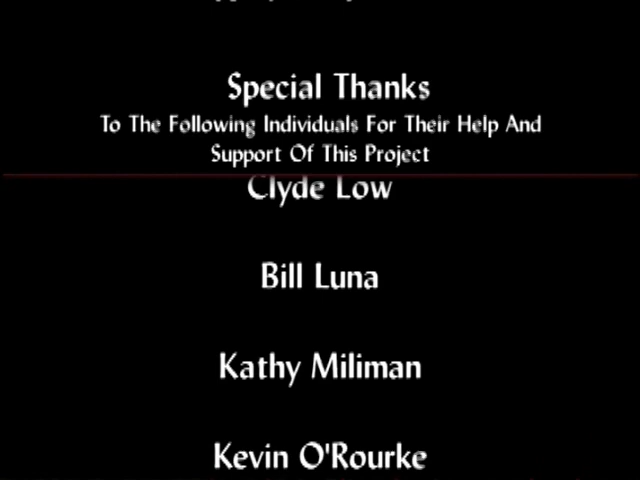 Special Thanks
To The Following Individuals For Their Help And
Support Of This Project
Clyde Low
Bill Luna
Kathy Miliman
Kevin O'Rourke